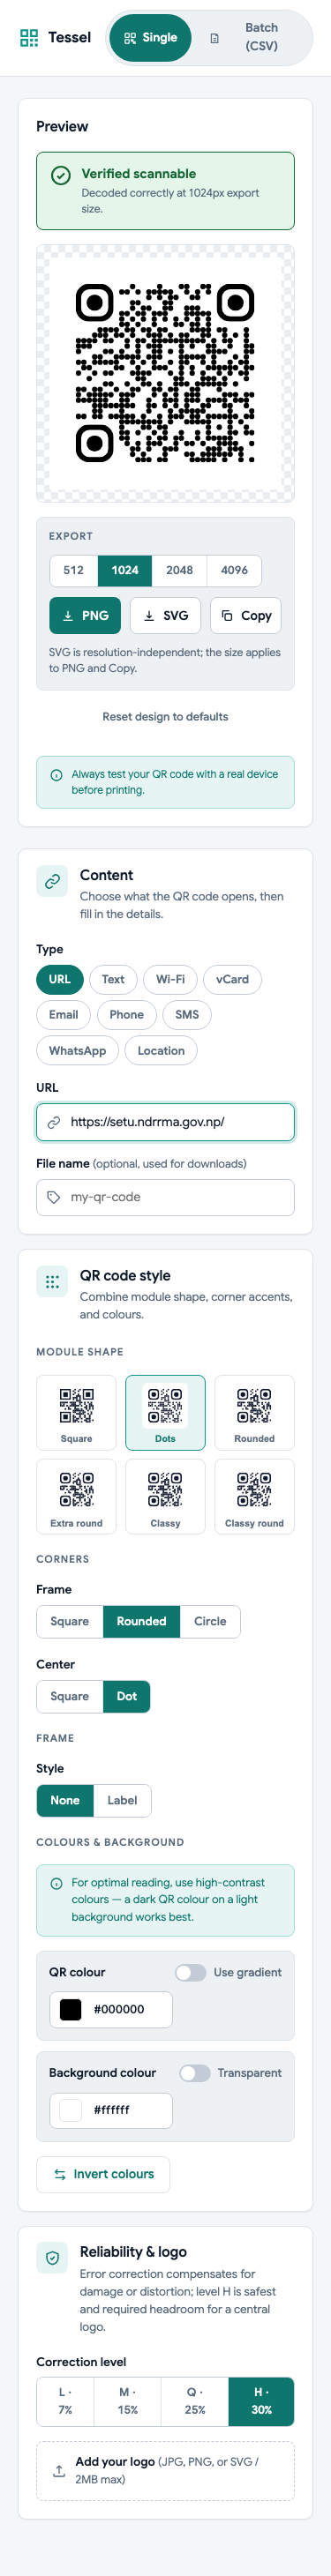 Tessel
Single
Batch
(CSV)
Preview
Verified scannable
Decoded correctly at 1024px export
size.
EXPORT
512 1024 2048 4096
PNG SVG Copy
SVG is resolution-independent; the size applies
to PNG and Copy.
Reset design to defaults
Always test your QR code with a real device
before printing.
Content
Choose what the QR code opens, then
fill in the details.
Type
URL Text Wi-Fi vCard
Email Phone SMS
WhatsApp Location
URL
https://setu.ndrrma.gov.np/
File name (optional, used for downloads)
my-qr-code
QR code style
Combine module shape, corner accents,
and colours.
MODULE SHAPE
Square Dots Rounded
Extra round Classy Classy round
CORNERS
Frame
Square Rounded Circle
Center
Square Dot
FRAME
Style
None Label
COLOURS & BACKGROUND
For optimal reading, use high-contrast
colours — a dark QR colour on a light
background works best.
QR colour Use gradient
#000000
Background colour Transparent
#ffffff
Invert colours
Reliability & logo
Error correction compensates for
damage or distortion; level H is safest
and required headroom for a central
logo.
Correction level
L · M · Q · H ·
7% 15% 25% 30%
Add your logo (JPG, PNG, or SVG /
2MB max)